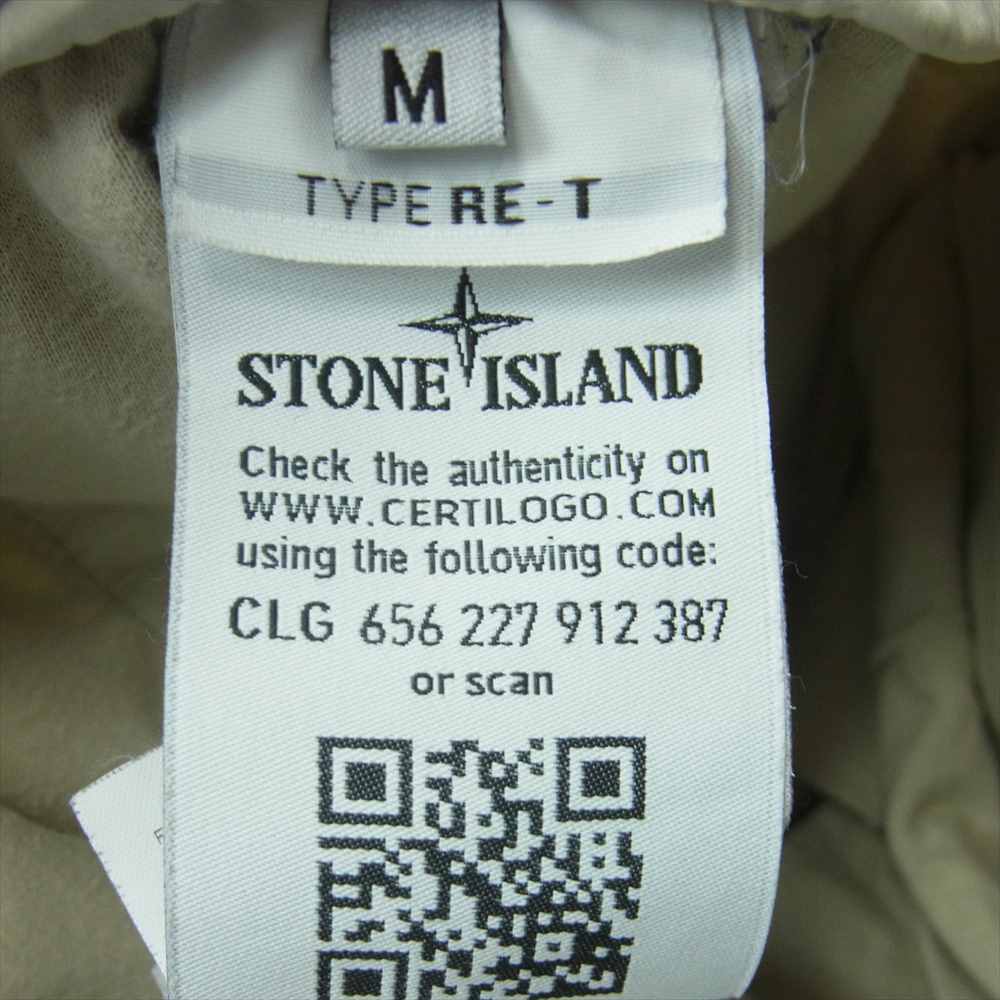 M
TYPE RE-T
STONE ISLAND
Check the authenticity on
WWW.CERTILOGO.COM
using the following code:
CLG 656 227 912 387
or scan